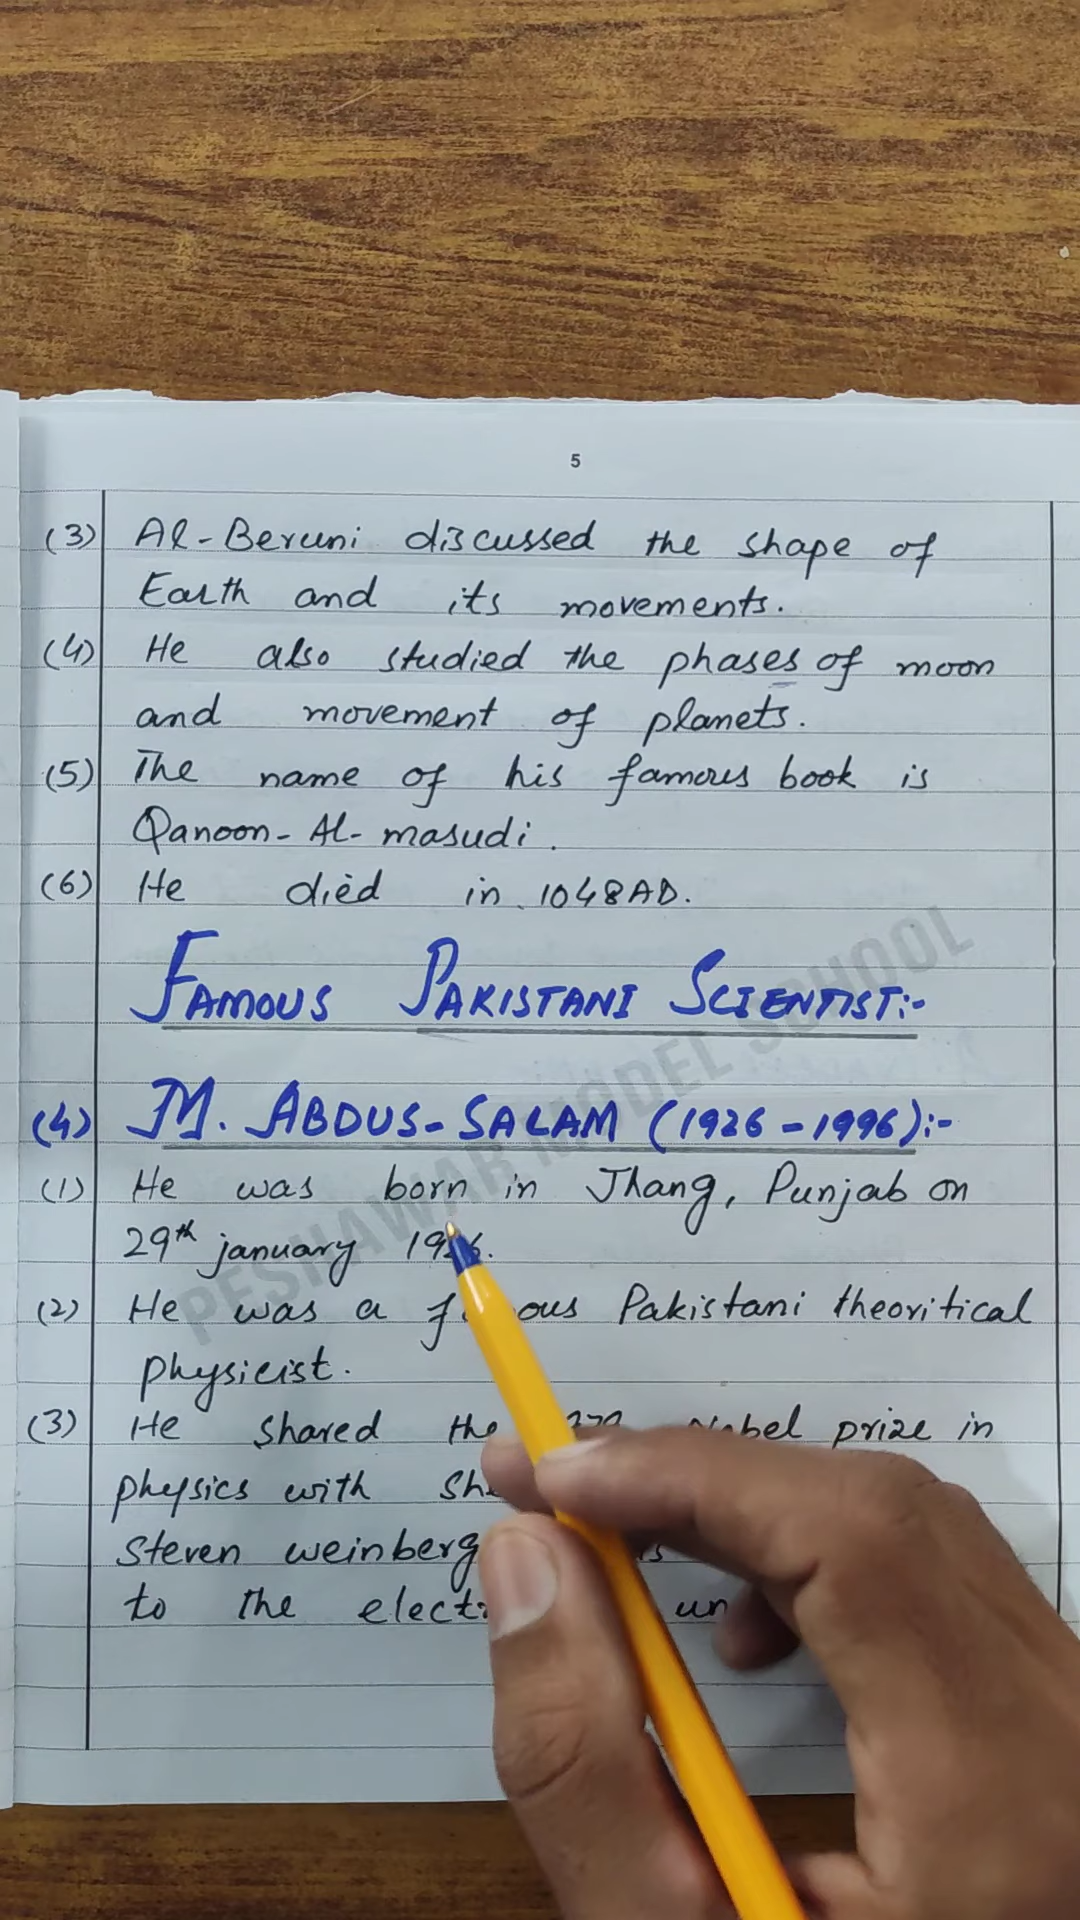 5
(3) Al-Beruni discussed the shape of
Earth and its movements.
(4) He also studied the phases of moon
and movement of planets.
(5) The name of his famous book is
Qanoon-Al-masudi.
(6) He died in 1048AD.
FAMOUS PAKISTANI SCIENTIST:-
(4) M. ABDUS-SALAM (1926-1996):-
(1) He was born in Jhang, Punjab on
29th january
(2) He was a Pakistani theoritical
physicist.
(3) He shared the prize in
physics with
Steven weinberg
to the
PESHAWAR MODEL SCHOOL